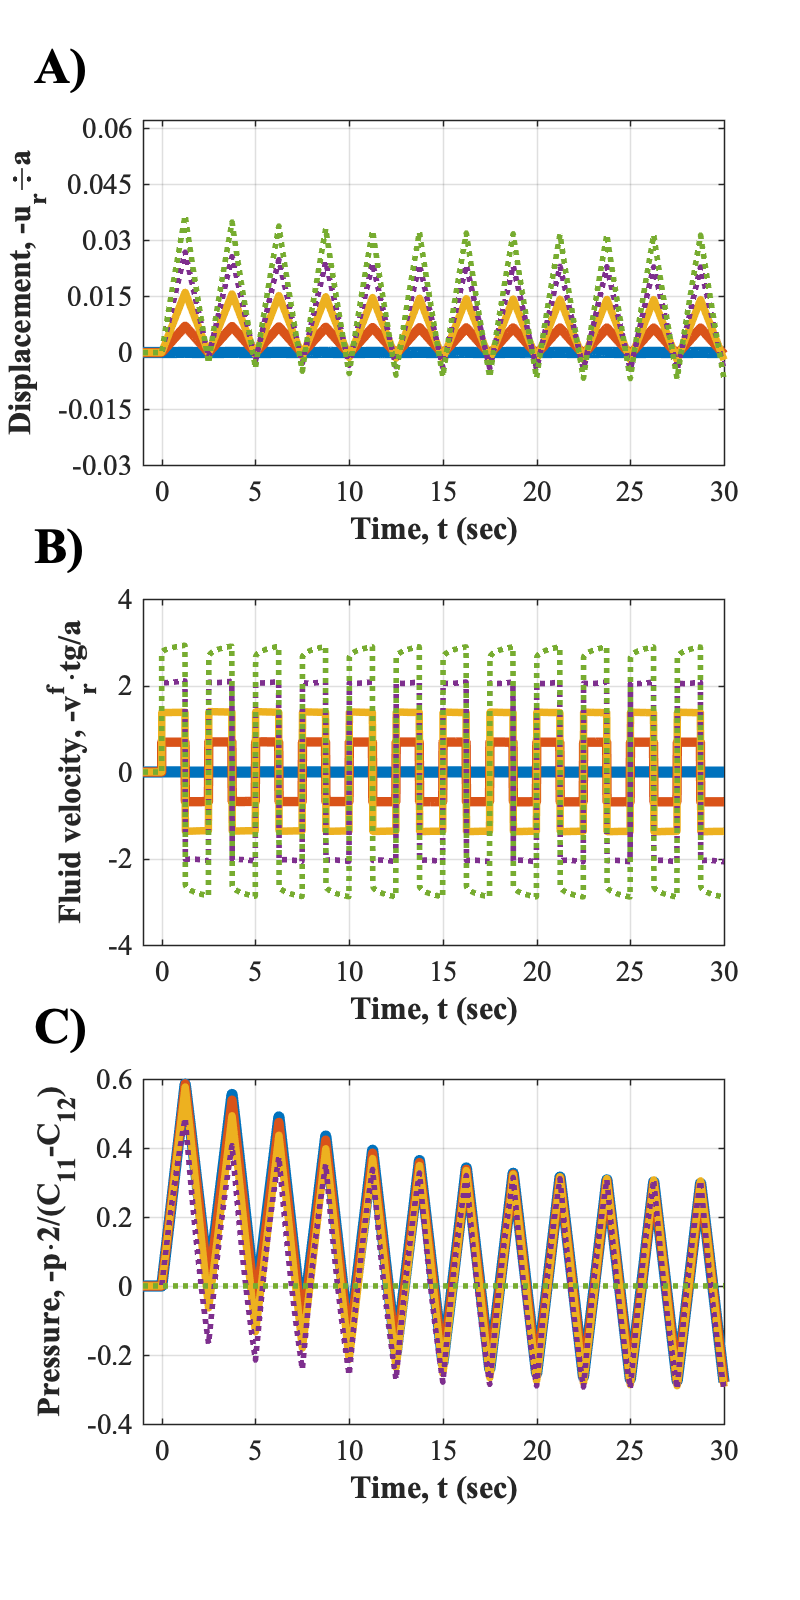 A)
Displacement, -u_r ÷a
0.06
0.045
0.03
0.015
0
-0.015
-0.03
0 5 10 15 20 25 30
Time, t (sec)
B)
Fluid velocity, -v_r^f·tg/a
4
2
0
-2
-4
0 5 10 15 20 25 30
Time, t (sec)
C)
Pressure, -p·2/(C_11-C_12)
0.6
0.4
0.2
0
-0.2
-0.4
0 5 10 15 20 25 30
Time, t (sec)